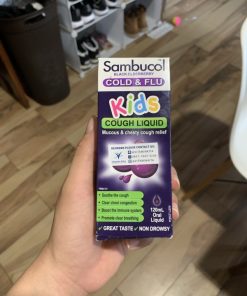 Sambucol
BLACK ELDERBERRY
COLD & FLU
Kids
COUGH LIQUID
Mucous & chesty cough relief
Soothe the cough
Clear chest congestion
Boost the immune system
Promote clear breathing
120mL
Oral
Liquid
GREAT TASTE
NON DROWSY